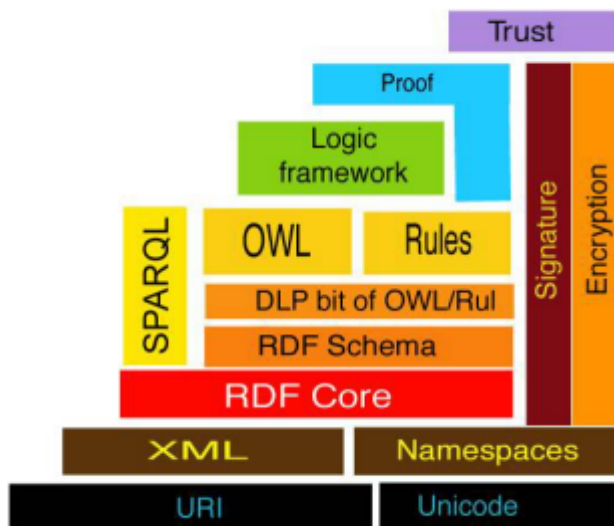 Trust
Proof
Logic
framework
SPARQL
OWL
Rules
Signature
Encryption
DLP bit of OWL/Rul
RDF Schema
RDF Core
XML
Namespaces
URI
Unicode